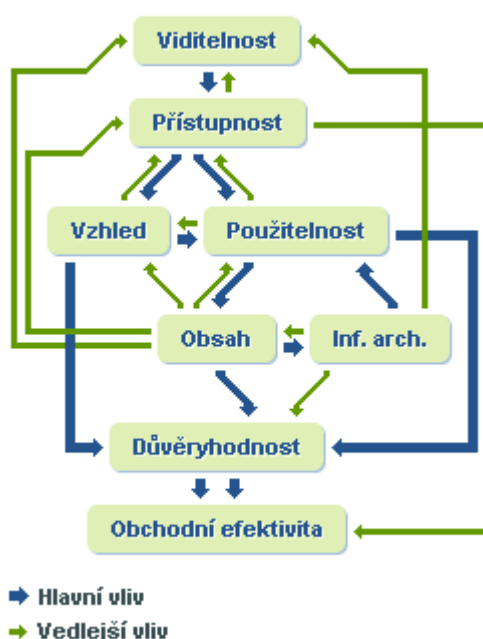 Viditelnost
Přístupnost
Vzhled
Použitelnost
Obsah
Inf. arch.
Důvěryhodnost
Obchodní efektivita
Hlavní vliv
Vedlejší vliv